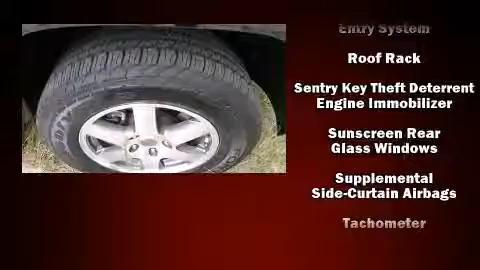 Entry System
Roof Rack
Sentry Key Theft Deterrent
Engine Immobilizer
Sunscreen Rear
Glass Windows
Supplemental
Side-Curtain Airbags
Tachometer